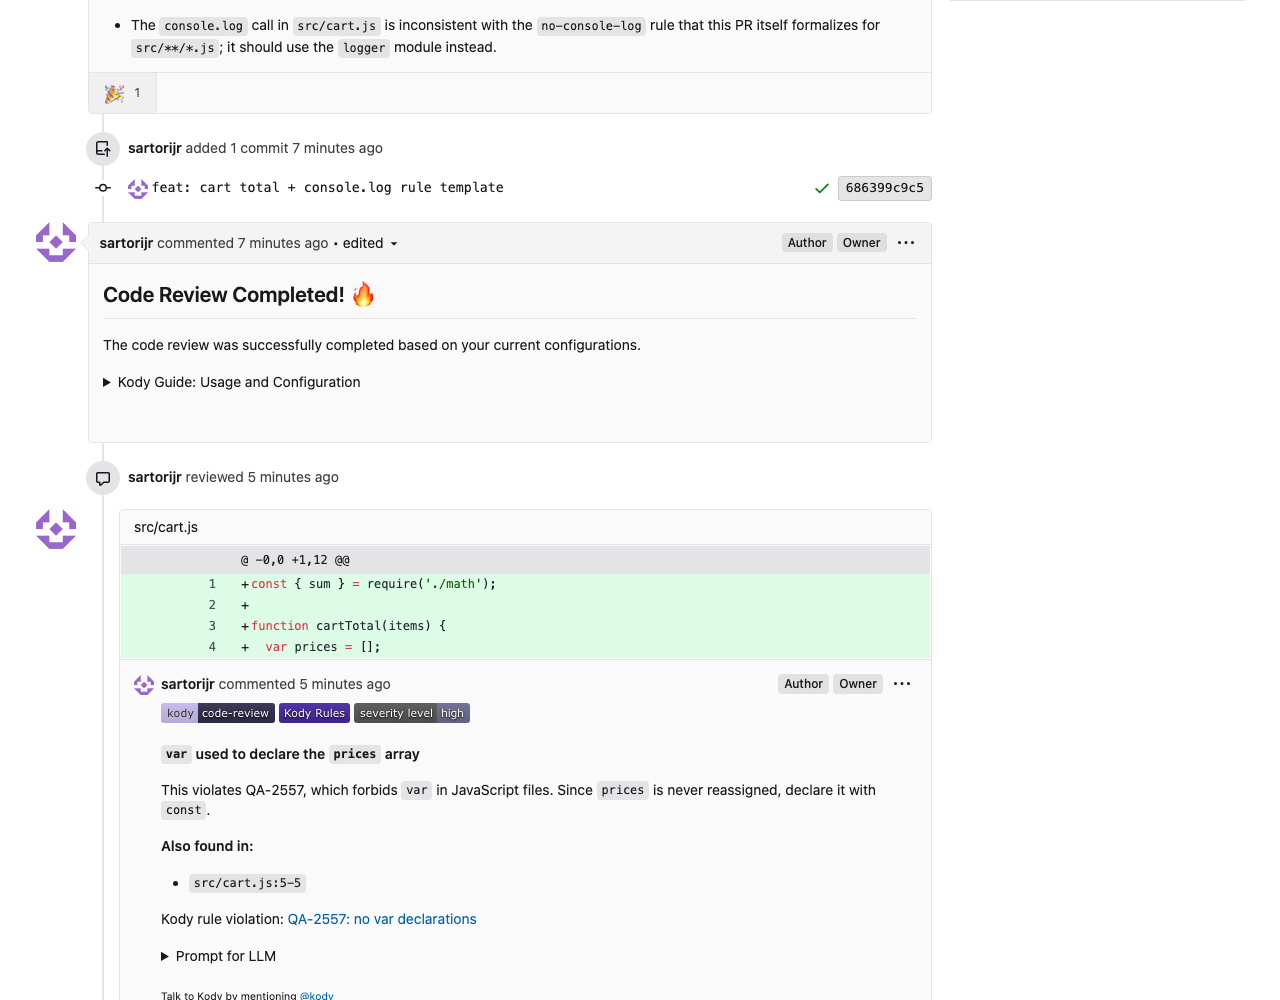 The console.log call in src/cart.js is inconsistent with the no-console-log rule that this PR itself formalizes for
src/**/*.js; it should use the logger module instead.
1
sartorijr added 1 commit 7 minutes ago
feat: cart total + console.log rule template
686399c9c5
sartorijr commented 7 minutes ago • edited
Author Owner
Code Review Completed! 🔥
The code review was successfully completed based on your current configurations.
Kody Guide: Usage and Configuration
sartorijr reviewed 5 minutes ago
src/cart.js
@ -0,0 +1,12 @@
1 +const { sum } = require('./math');
2 +
3 +function cartTotal(items) {
4 +  var prices = [];
sartorijr commented 5 minutes ago
Author Owner
kody code-review Kody Rules severity level high
var used to declare the prices array
This violates QA-2557, which forbids var in JavaScript files. Since prices is never reassigned, declare it with
const.
Also found in:
src/cart.js:5-5
Kody rule violation: QA-2557: no var declarations
Prompt for LLM
Talk to Kody by mentioning @kody